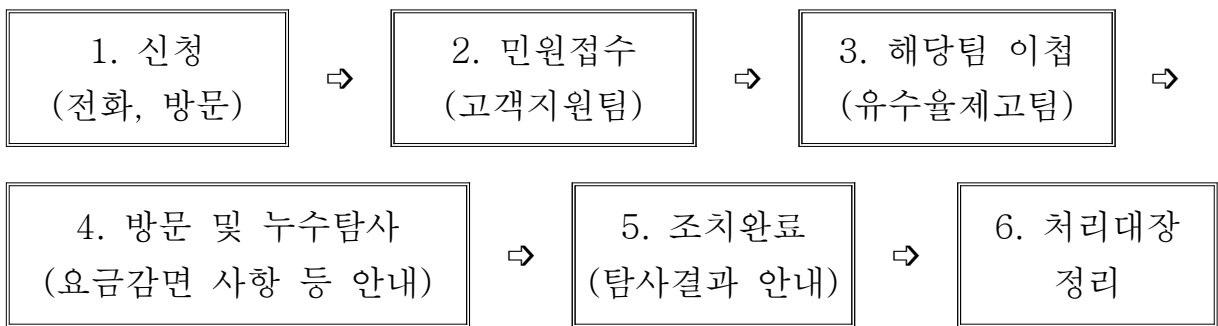 1. 신청
(전화, 방문)
⇨
2. 민원접수
(고객지원팀)
⇨
3. 해당팀 이첩
(유수율제고팀)
⇨
4. 방문 및 누수탐사
(요금감면 사항 등 안내)
⇨
5. 조치완료
(탐사결과 안내)
⇨
6. 처리대장
정리